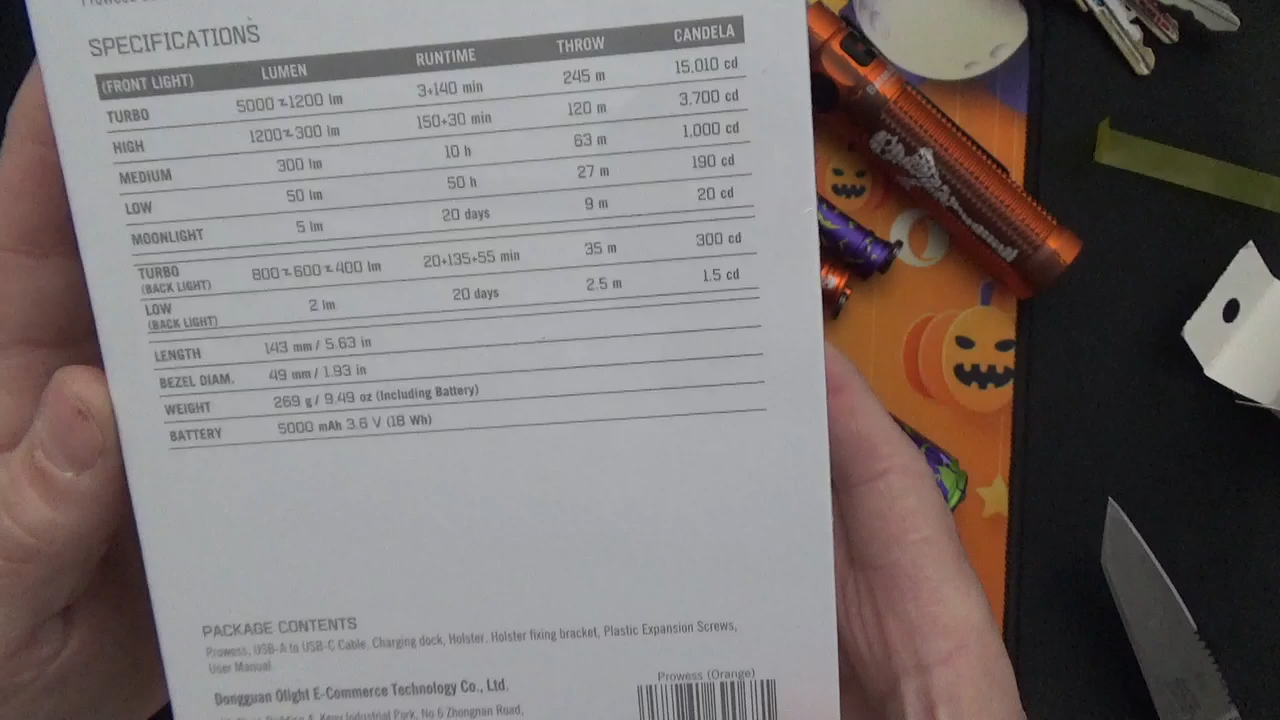 SPECIFICATIONS
(FRONT LIGHT) LUMEN RUNTIME THROW CANDELA
TURBO 5000~1200 lm 3+140 min 245 m 15,010 cd
HIGH 1200~300 lm 150+30 min 120 m 3,700 cd
MEDIUM 300 lm 10 h 63 m 1,000 cd
LOW 50 lm 50 h 27 m 190 cd
MOONLIGHT 5 lm 20 days 9 m 20 cd
TURBO (BACK LIGHT) 800~600~400 lm 20+135+55 min 35 m 300 cd
LOW (BACK LIGHT) 2 lm 20 days 2.5 m 1.5 cd
LENGTH 143 mm / 5.63 in
BEZEL DIAM. 49 mm / 1.93 in
WEIGHT 269 g / 9.49 oz (Including Battery)
BATTERY 5000 mAh 3.6 V (18 Wh)
PACKAGE CONTENTS
Prowess, USB-A to USB-C Cable, Charging dock, Holster, Holster fixing bracket, Plastic Expansion Screws,
User Manual
Dongguan Olight E-Commerce Technology Co., Ltd.
Industrial Park, No 6 Zhongnan Road,
Prowess (Orange)